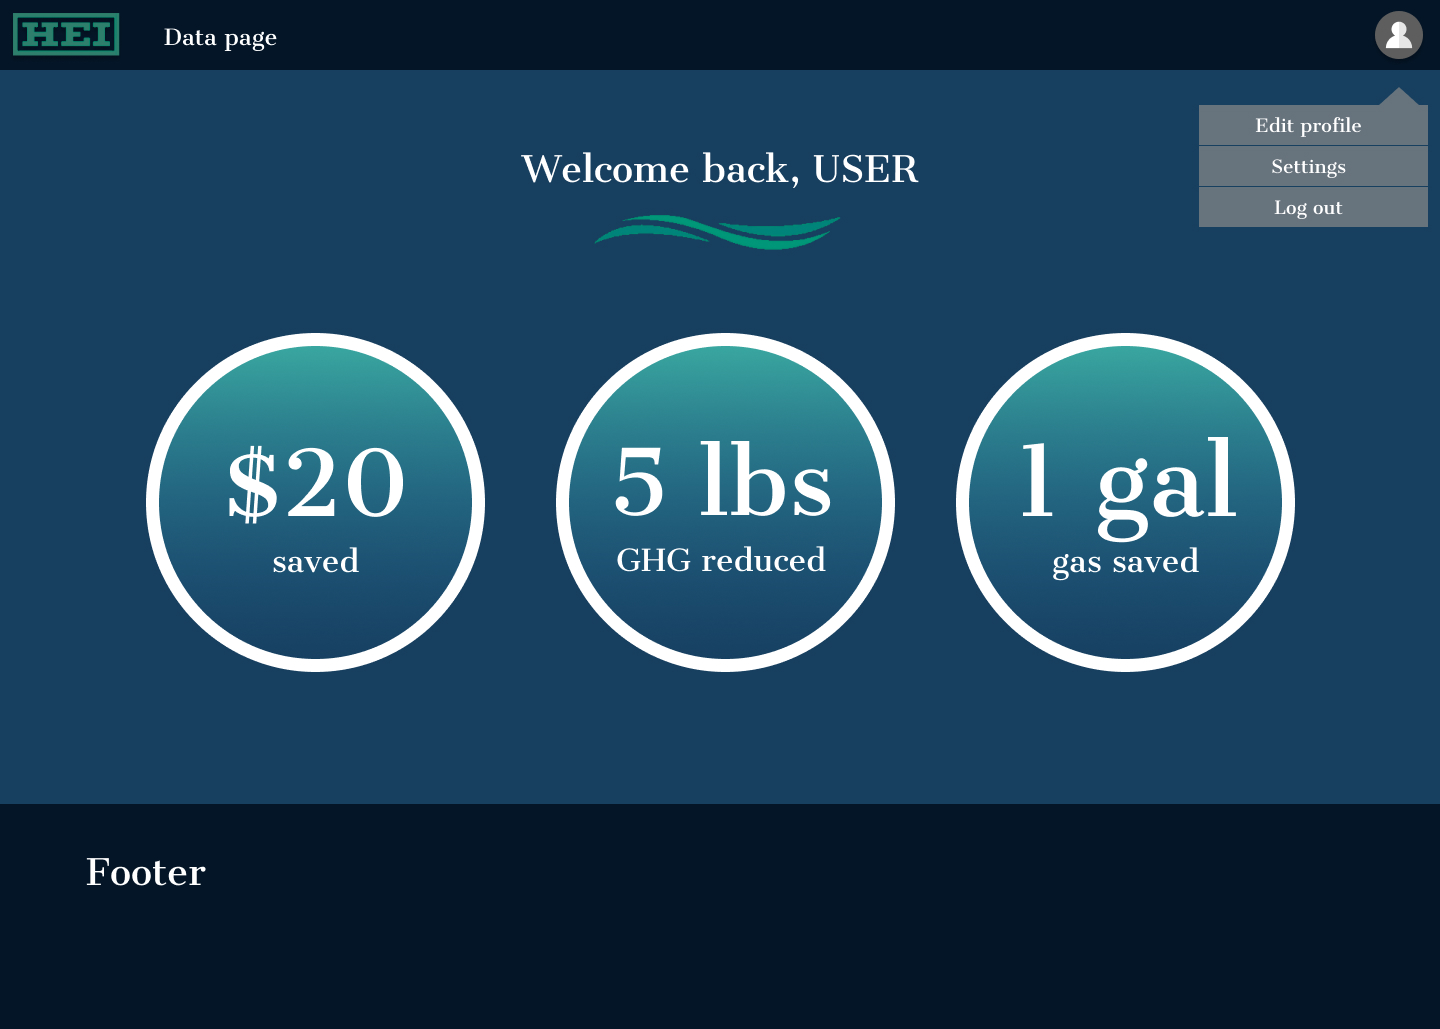 HEI
Data page
Edit profile
Settings
Log out
Welcome back, USER
$20
saved
5 lbs
GHG reduced
1 gal
gas saved
Footer